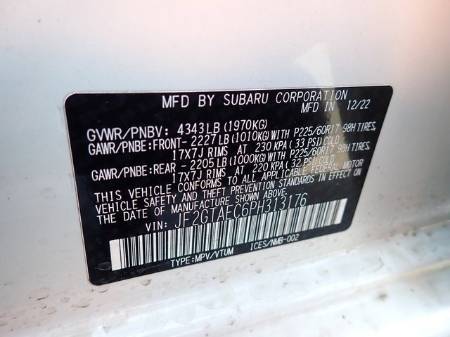 MFD BY SUBARU CORPORATION
MFD IN 12/22
GVWR/PNBV: 4343LB (1970KG)
GAWR/PNBE: FRONT-2227LB (1010KG) WITH P225/60R17 98H TIRES,
17X7J RIMS AT 230 KPA ( 33 PSI) COLD.
GAWR/PNBE: REAR-2205LB (1000KG) WITH P225/60R17 98H TIRES,
17X7J RIMS AT 220 KPA ( 32 PSI) COLD.
THIS VEHICLE CONFORMS TO ALL APPLICABLE FEDERAL MOTOR
VEHICLE SAFETY STANDARDS IN EFFECT ON THE DATE OF
MANUFACTURE SHOWN ABOVE.
VIN: JF2GTAEC6PH313176
TYPE:MPV/VTUM ICES/NMB-002